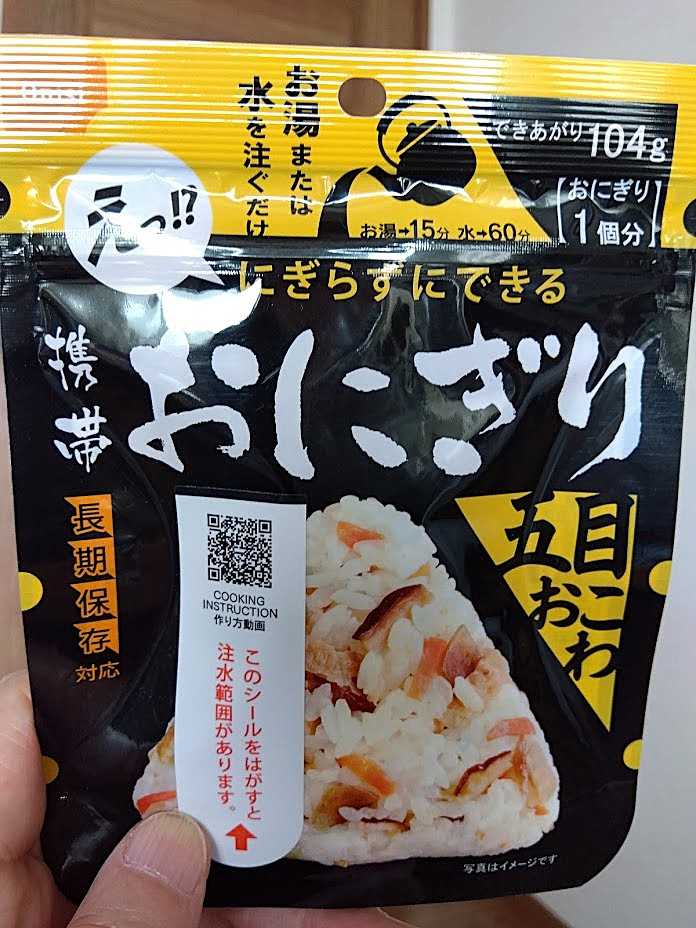 Onisi
お湯または
水を注ぐだけ
できあがり104g
【おにぎり】
1個分
お湯→15分 水→60分
えっ!?
にぎらずにできる
携帯
おにぎり
五目
おこわ
長期保存
対応
COOKING
INSTRUCTION
作り方動画
このシールをはがすと
注水範囲があります。
写真はイメージです